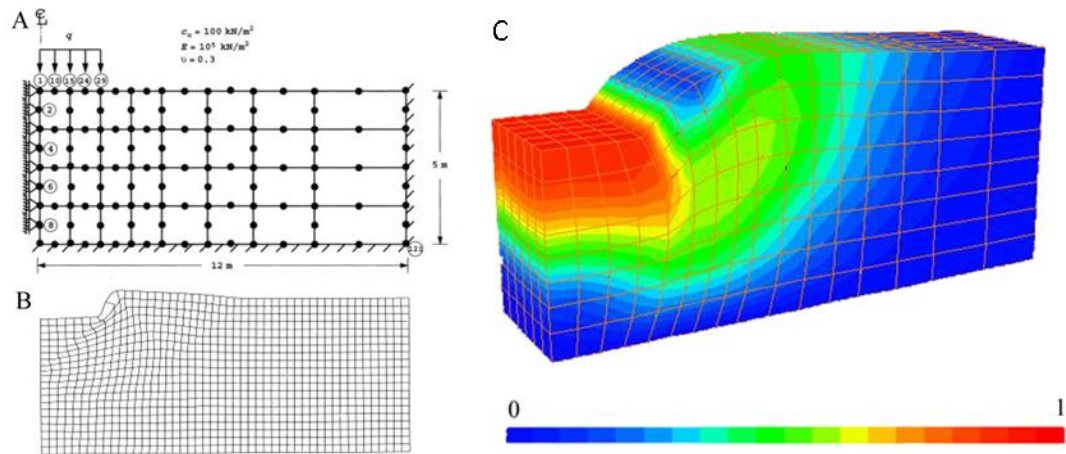 A
℄
q
c_u = 100 kN/m²
E = 10⁵ kN/m²
υ = 0.3
1 10 15 24 29
2
4
6
8
5 m
121
12 m
B
C
0 1